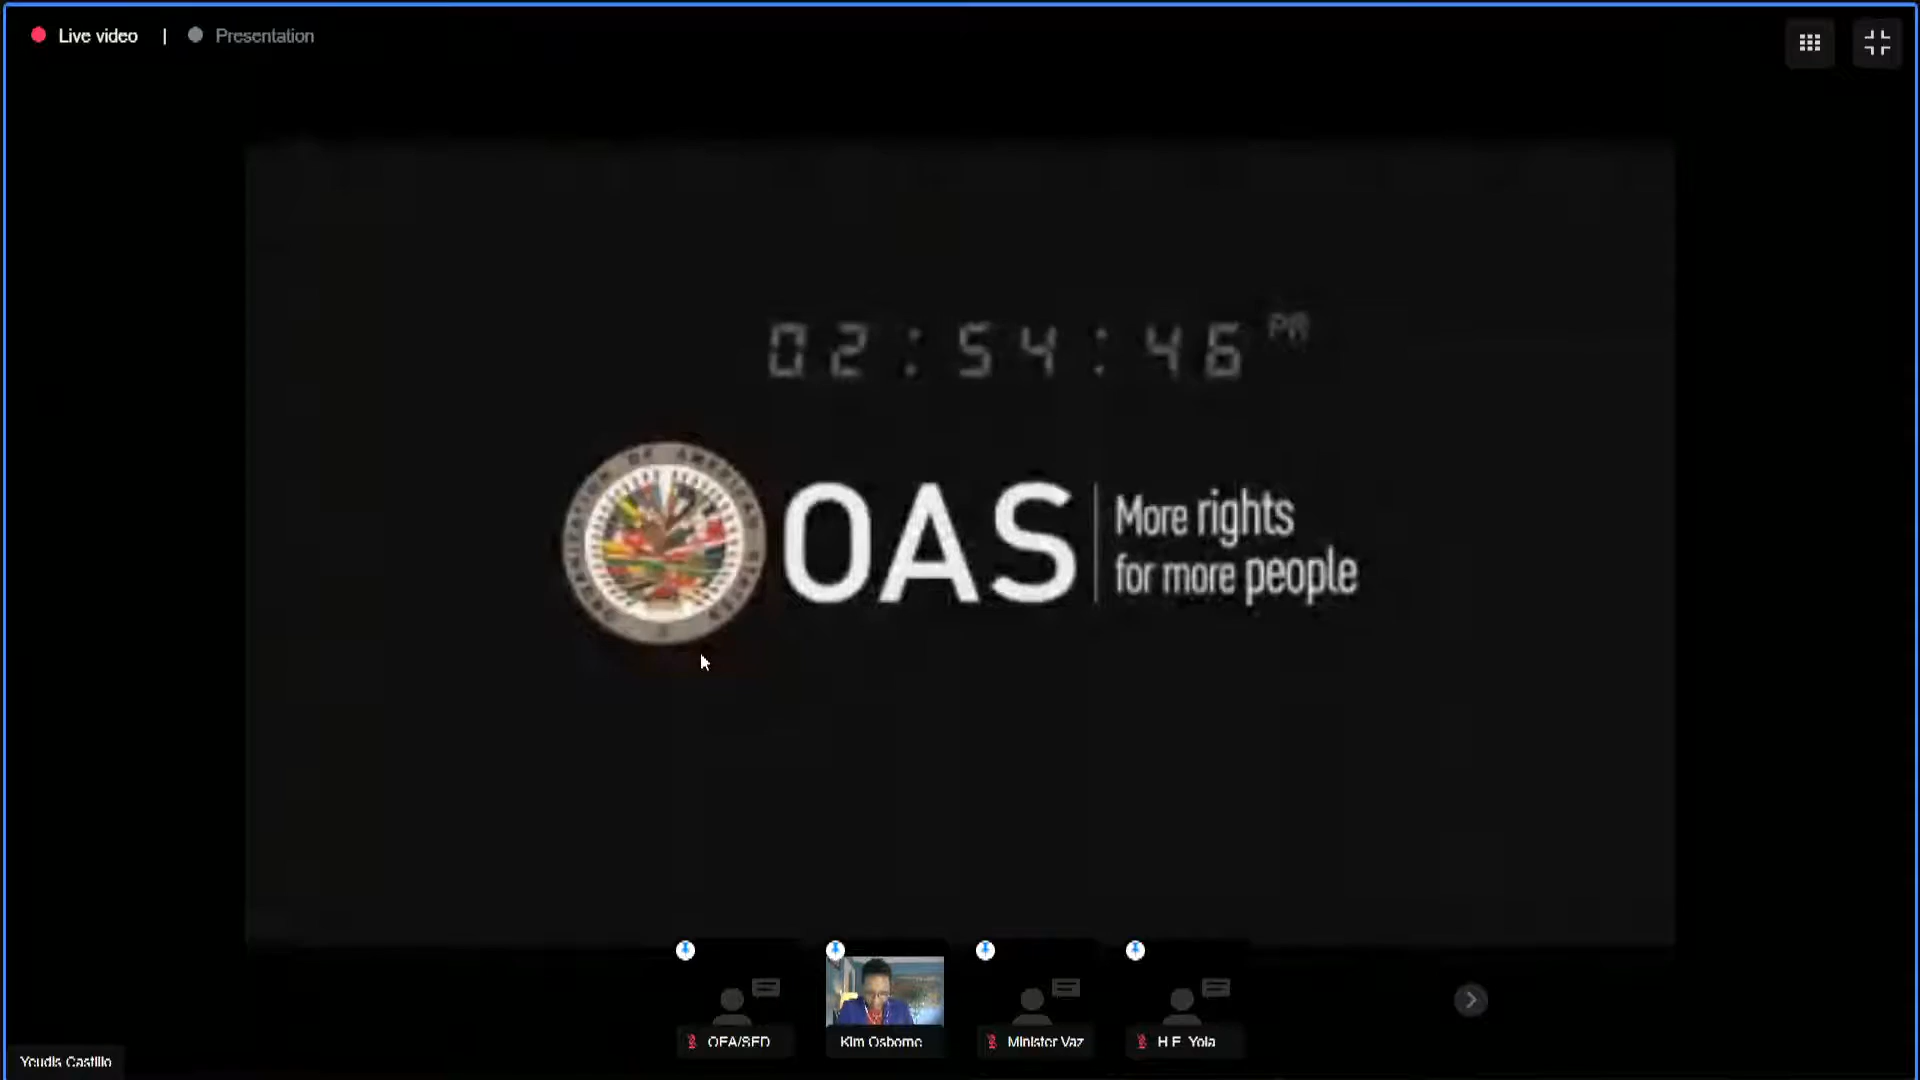 Live video | Presentation
02:54:46 PM
OAS
More rights
for more people
OEA/SED
Kim Osborne
Minister Vaz
H.E. Yola
Yeudis Castillo